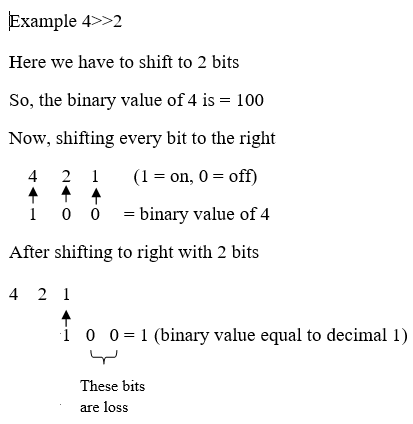 Example 4>>2
Here we have to shift to 2 bits
So, the binary value of 4 is = 100
Now, shifting every bit to the right
4 2 1 (1 = on, 0 = off)
1 0 0 = binary value of 4
After shifting to right with 2 bits
4 2 1
1 0 0 = 1 (binary value equal to decimal 1)
These bits
are loss